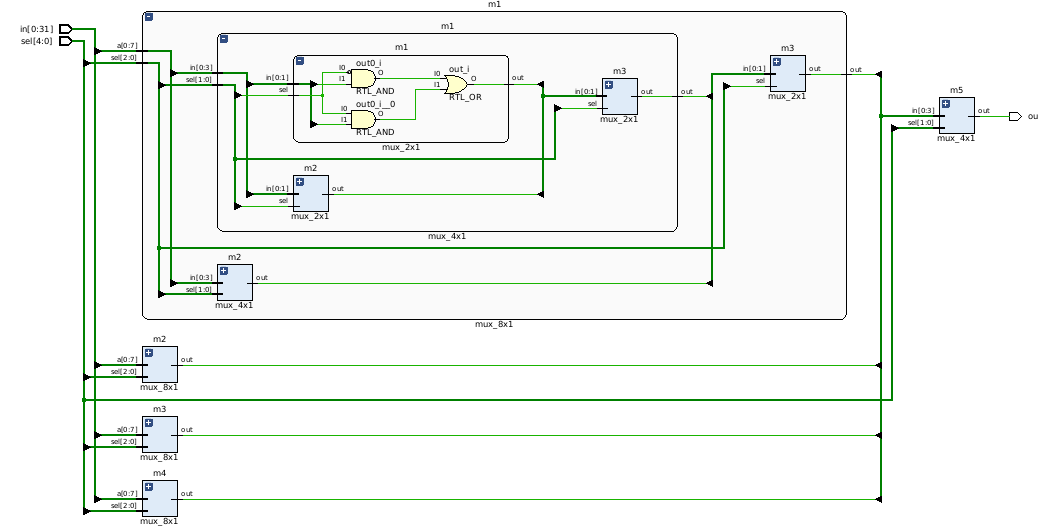 m1
in[0:31]
sel[4:0]
a[0:7]
sel[2:0]
m1
in[0:3]
sel[1:0]
m1
in[0:1]
sel
I0
I1
out0_i
O
RTL_AND
I0
I1
out0_i__0
O
RTL_AND
I0
I1
out_i
O
RTL_OR
out
mux_2x1
in[0:1]
sel
m3
out
mux_2x1
in[0:1]
sel
m2
out
mux_2x1
mux_4x1
in[0:1]
sel
m3
out
out
mux_2x1
in[0:3]
sel[1:0]
m2
out
mux_4x1
mux_8x1
in[0:3]
sel[1:0]
m5
out
mux_4x1
ou
m2
a[0:7]
sel[2:0]
out
mux_8x1
m3
a[0:7]
sel[2:0]
out
mux_8x1
m4
a[0:7]
sel[2:0]
out
mux_8x1